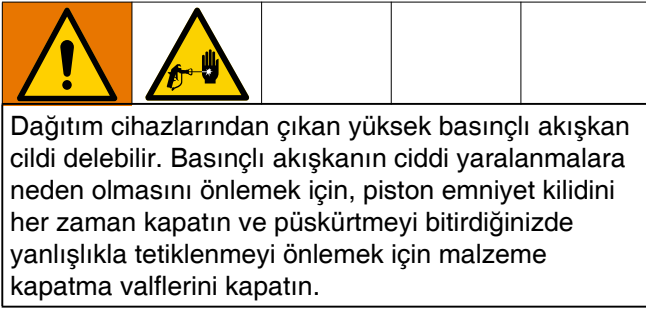 Dağıtım cihazlarından çıkan yüksek basınçlı akışkan
cildi delebilir. Basınçlı akışkanın ciddi yaralanmalara
neden olmasını önlemek için, piston emniyet kilidini
her zaman kapatın ve püskürtmeyi bitirdiğinizde
yanlışlıkla tetiklenmeyi önlemek için malzeme
kapatma valflerini kapatın.